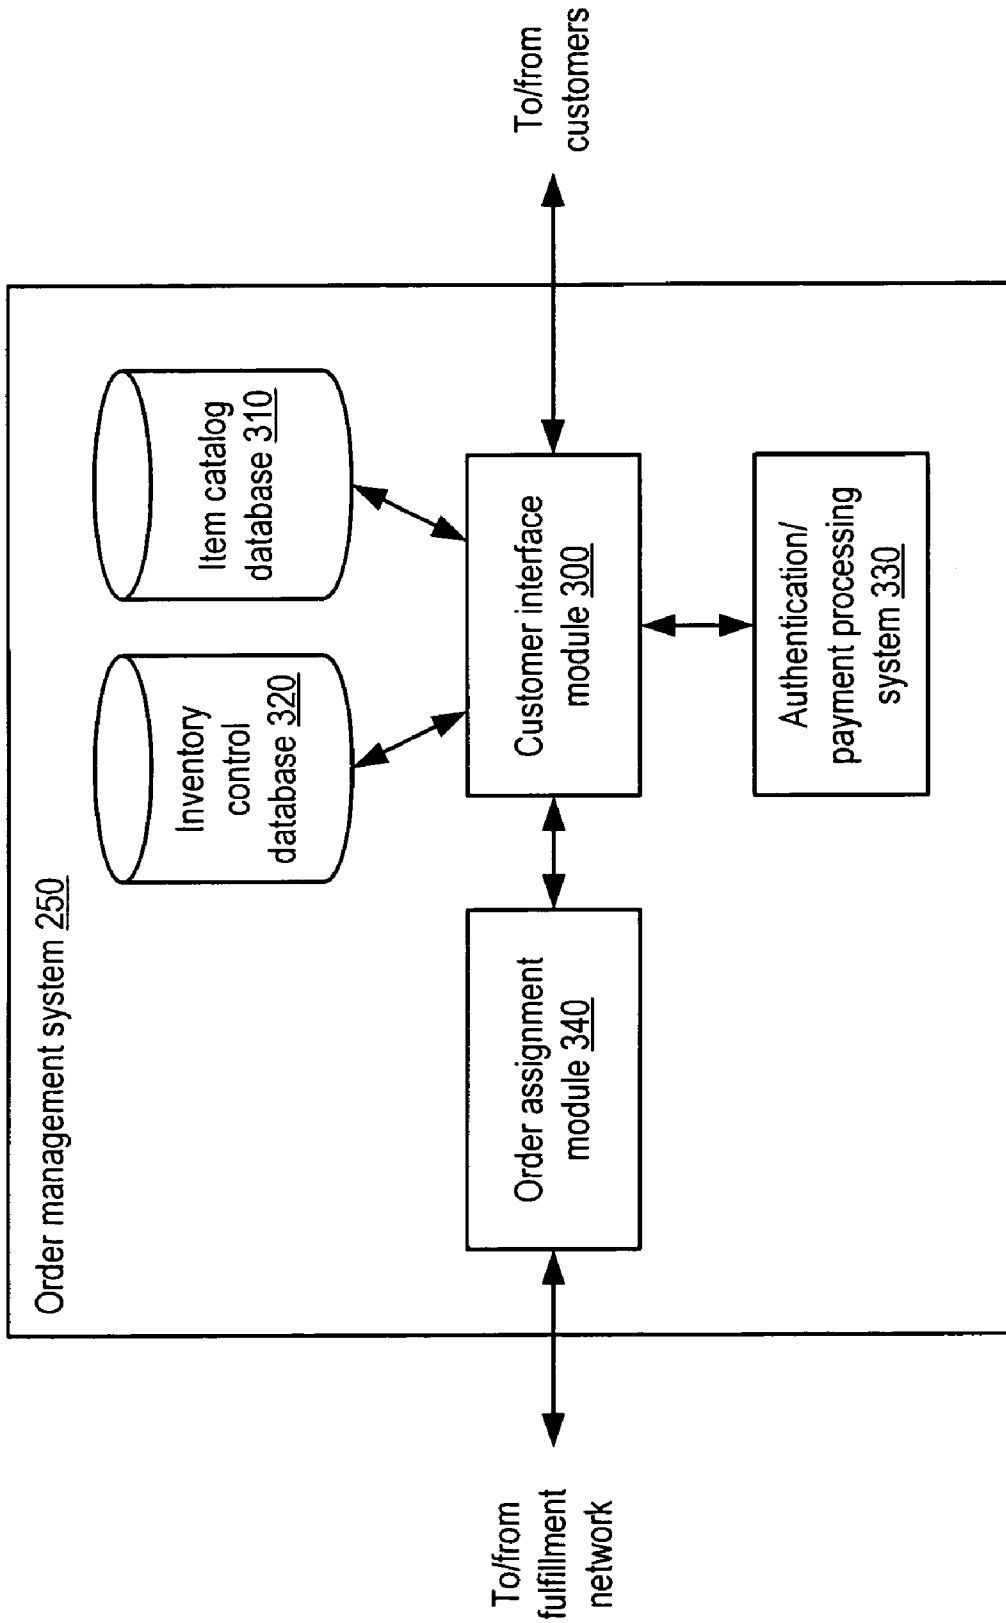 Order management system 250
Inventory
control
database 320
Item catalog
database 310
To/from
fulfillment
network
Order assignment
module 340
Customer interface
module 300
To/from
customers
Authentication/
payment processing
system 330